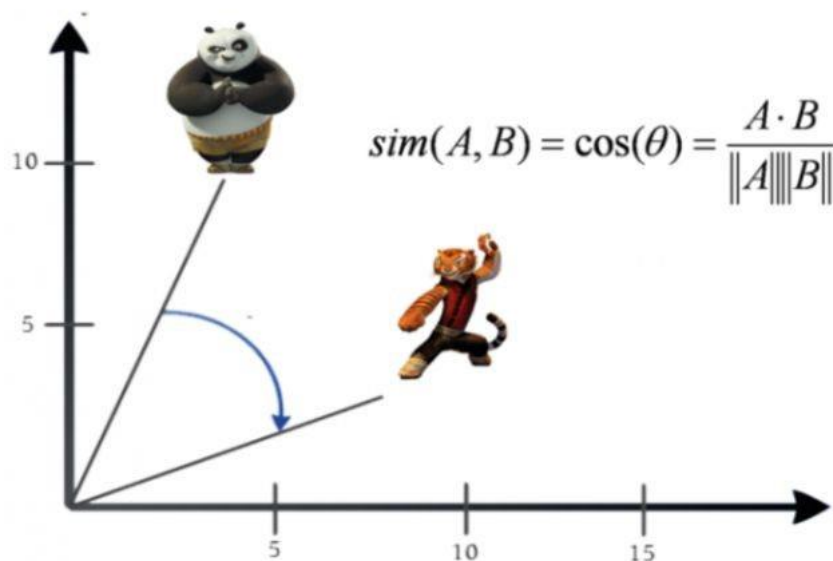 10
sim(A, B) = cos(θ) = A · B / ||A||||B||
5
5 10 15